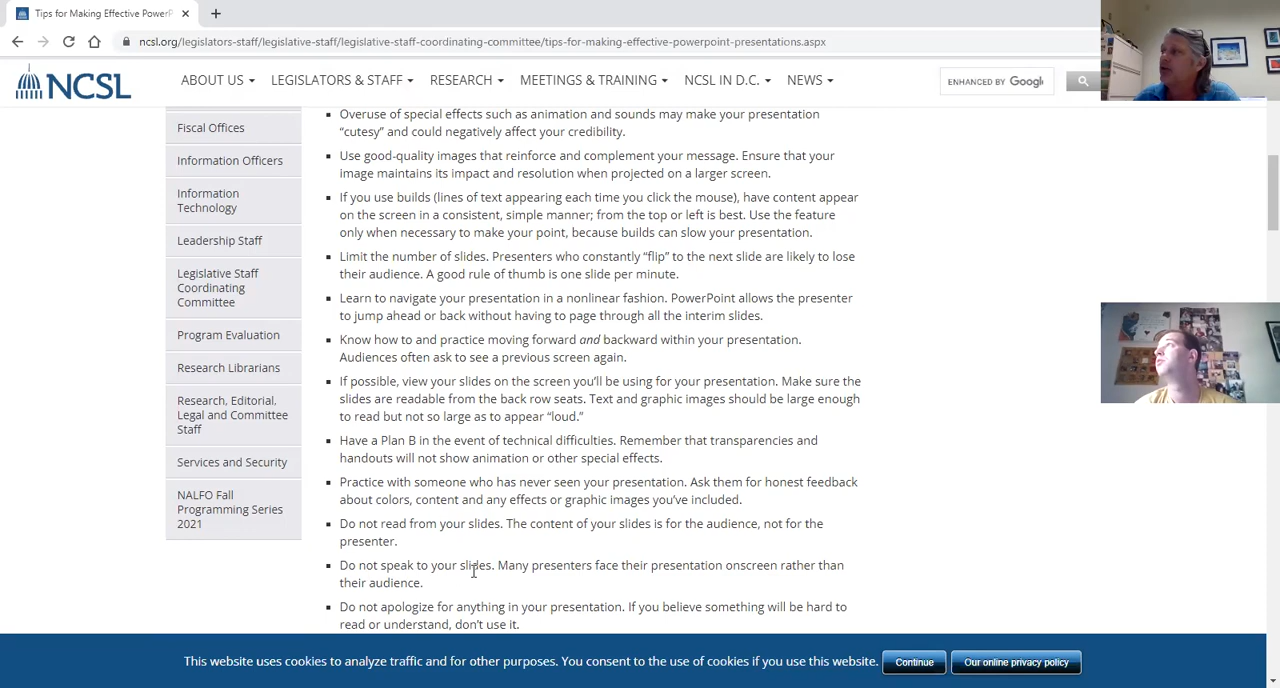 Tips for Making Effective PowerP
ncsl.org/legislators-staff/legislative-staff/legislative-staff-coordinating-committee/tips-for-making-effective-powerpoint-presentations.aspx
NCSL
ABOUT US
LEGISLATORS & STAFF
RESEARCH
MEETINGS & TRAINING
NCSL IN D.C.
NEWS
ENHANCED BY Google
Fiscal Offices
Information Officers
Information
Technology
Leadership Staff
Legislative Staff
Coordinating
Committee
Program Evaluation
Research Librarians
Research, Editorial,
Legal and Committee
Staff
Services and Security
NALFO Fall
Programming Series
2021
Overuse of special effects such as animation and sounds may make your presentation
“cutesy” and could negatively affect your credibility.
Use good-quality images that reinforce and complement your message. Ensure that your
image maintains its impact and resolution when projected on a larger screen.
If you use builds (lines of text appearing each time you click the mouse), have content appear
on the screen in a consistent, simple manner; from the top or left is best. Use the feature
only when necessary to make your point, because builds can slow your presentation.
Limit the number of slides. Presenters who constantly “flip” to the next slide are likely to lose
their audience. A good rule of thumb is one slide per minute.
Learn to navigate your presentation in a nonlinear fashion. PowerPoint allows the presenter
to jump ahead or back without having to page through all the interim slides.
Know how to and practice moving forward and backward within your presentation.
Audiences often ask to see a previous screen again.
If possible, view your slides on the screen you’ll be using for your presentation. Make sure the
slides are readable from the back row seats. Text and graphic images should be large enough
to read but not so large as to appear “loud.”
Have a Plan B in the event of technical difficulties. Remember that transparencies and
handouts will not show animation or other special effects.
Practice with someone who has never seen your presentation. Ask them for honest feedback
about colors, content and any effects or graphic images you’ve included.
Do not read from your slides. The content of your slides is for the audience, not for the
presenter.
Do not speak to your slides. Many presenters face their presentation onscreen rather than
their audience.
Do not apologize for anything in your presentation. If you believe something will be hard to
read or understand, don’t use it.
This website uses cookies to analyze traffic and for other purposes. You consent to the use of cookies if you use this website.
Continue
Our online privacy policy